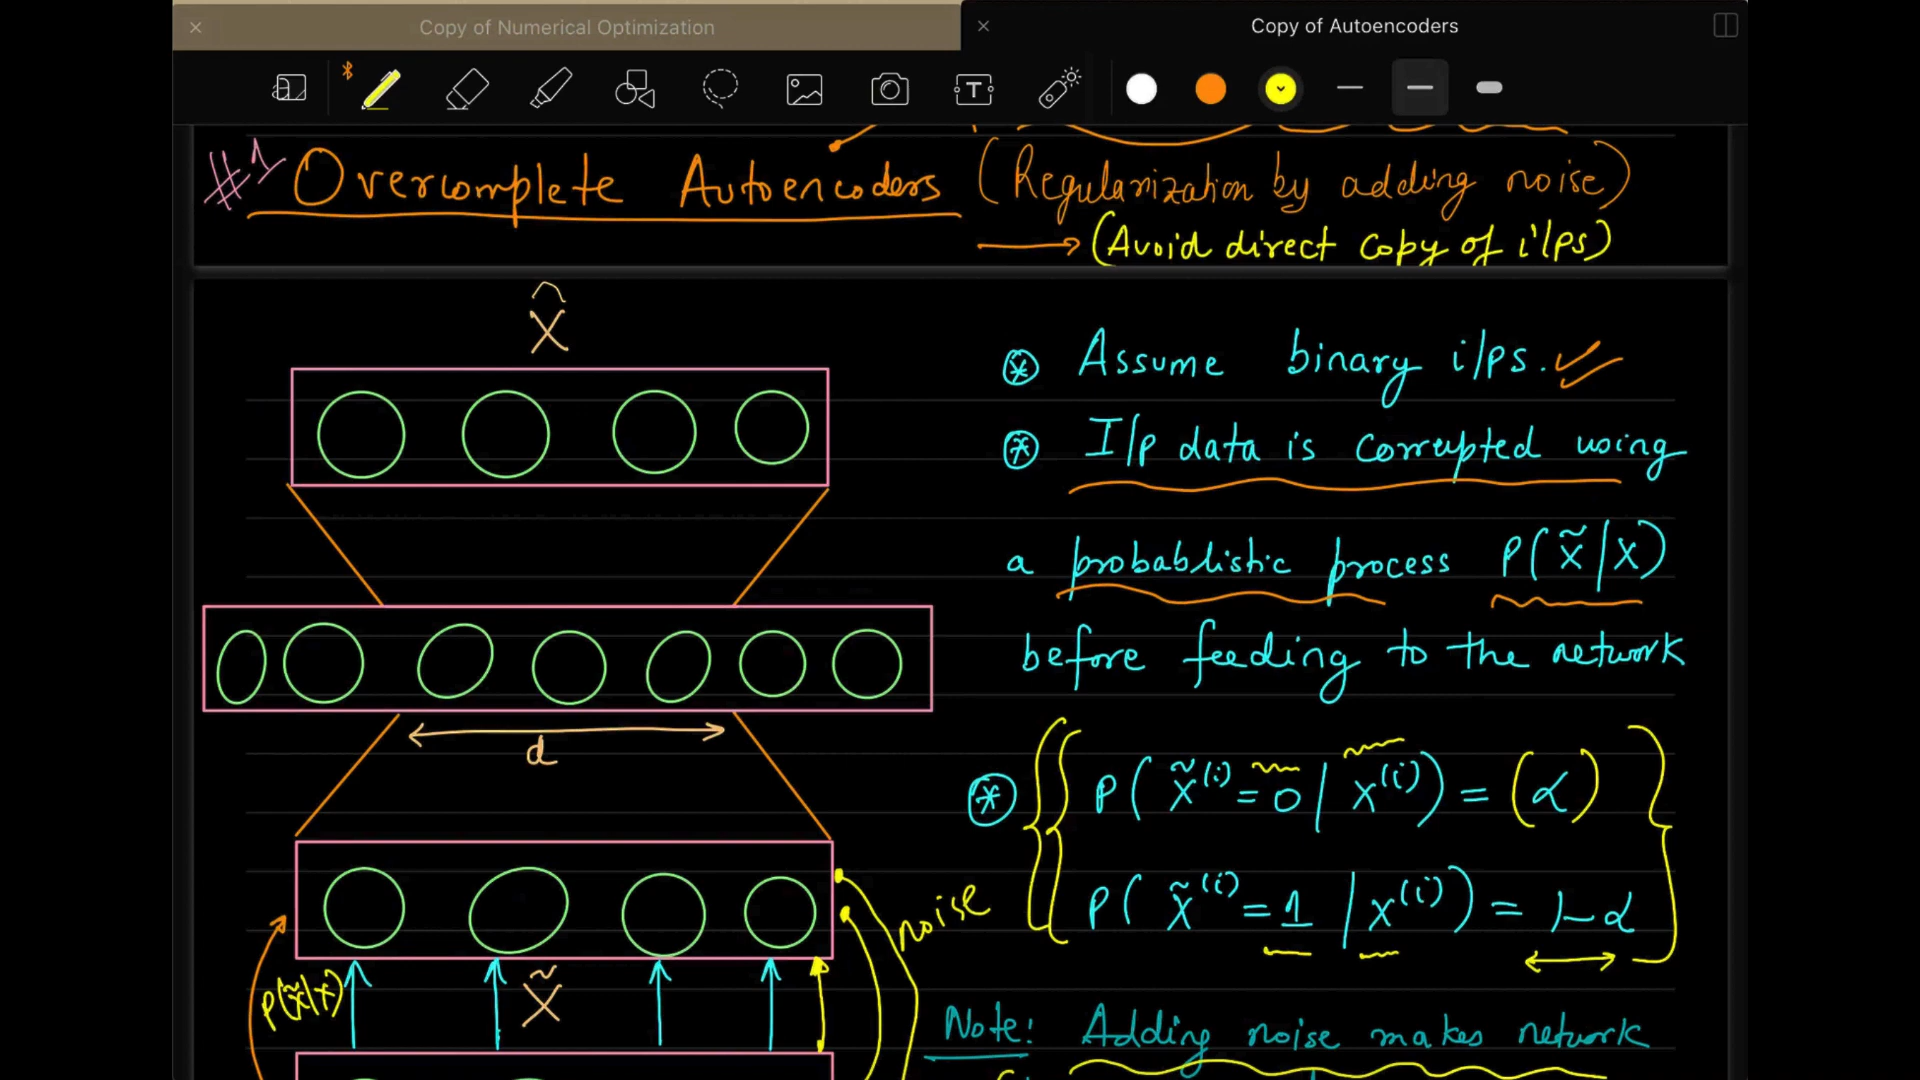 Copy of Numerical Optimization
Copy of Autoencoders
#1 Overcomplete Autoencoders (Regularization by adding noise)
→ (Avoid direct copy of i/ps)
X̂
⊛ Assume binary i/ps. ✓
⊛ I/p data is corrupted using
a probablistic process P(x̃/x)
before feeding to the network
d
⊛ P( x̃⁽ⁱ⁾ = 0 | x⁽ⁱ⁾) = (α)
P( x̃⁽ⁱ⁾ = 1 | x⁽ⁱ⁾) = 1-α
noise
P(x̃|x)
X̃
Note: Adding noise makes network